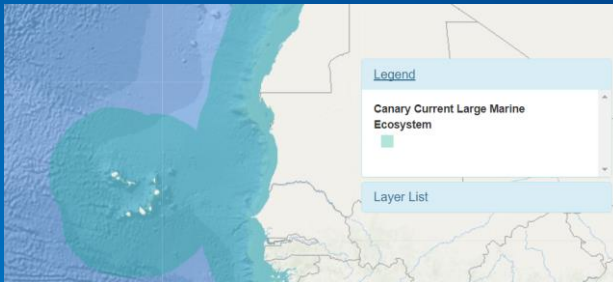 Legend
Canary Current Large Marine
Ecosystem
Layer List